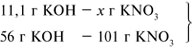 11,1 г KOH – x г KNO₃
56 г KOH – 101 г KNO₃